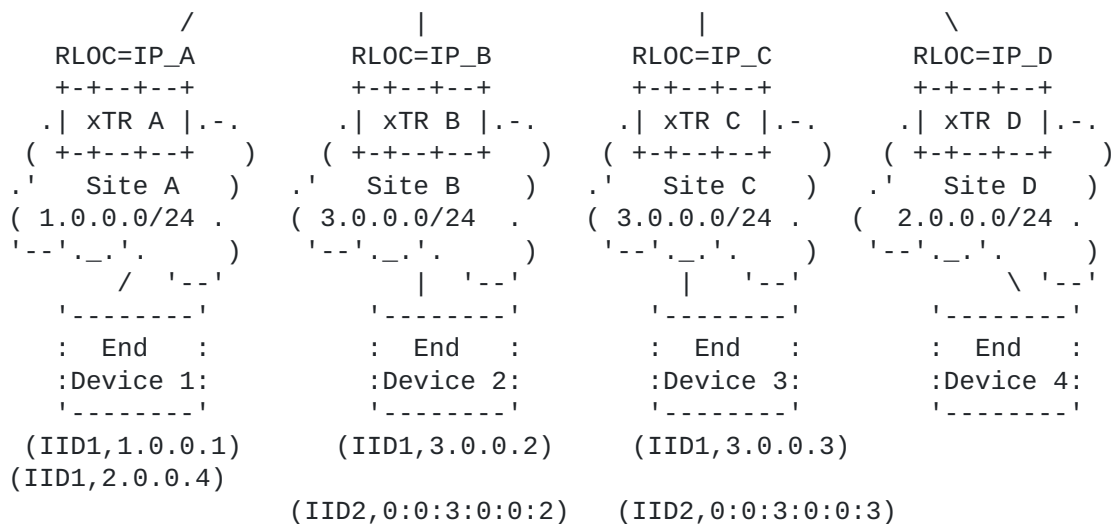 /                |                  |                \
    RLOC=IP_A           RLOC=IP_B          RLOC=IP_C          RLOC=IP_D
    +-+--+--+           +-+--+--+          +-+--+--+          +-+--+--+
   .| xTR A |.-.       .| xTR B |.-.      .| xTR C |.-.      .| xTR D |.-.
  ( +-+--+--+   )     ( +-+--+--+   )    ( +-+--+--+   )    ( +-+--+--+   )
.'    Site A   )    .'    Site B   )   .'    Site C   )   .'    Site D   )
( 1.0.0.0/24 .      ( 3.0.0.0/24  .    ( 3.0.0.0/24 .    (  2.0.0.0/24 .
'--'._.'.     )      '--'._.'.     )    '--'._.'.     )   '--'._.'.     )
        /  '--'              |  '--'           |   '--'            \ '--'
    '--------'           '--------'         '--------'         '--------'
    :  End   :           :  End   :         :  End   :         :  End   :
    :Device 1:           :Device 2:         :Device 3:         :Device 4:
    '--------'           '--------'         '--------'         '--------'
 (IID1,1.0.0.1)       (IID1,3.0.0.2)     (IID1,3.0.0.3)
(IID1,2.0.0.4)
                    (IID2,0:0:3:0:0:2)   (IID2,0:0:3:0:0:3)